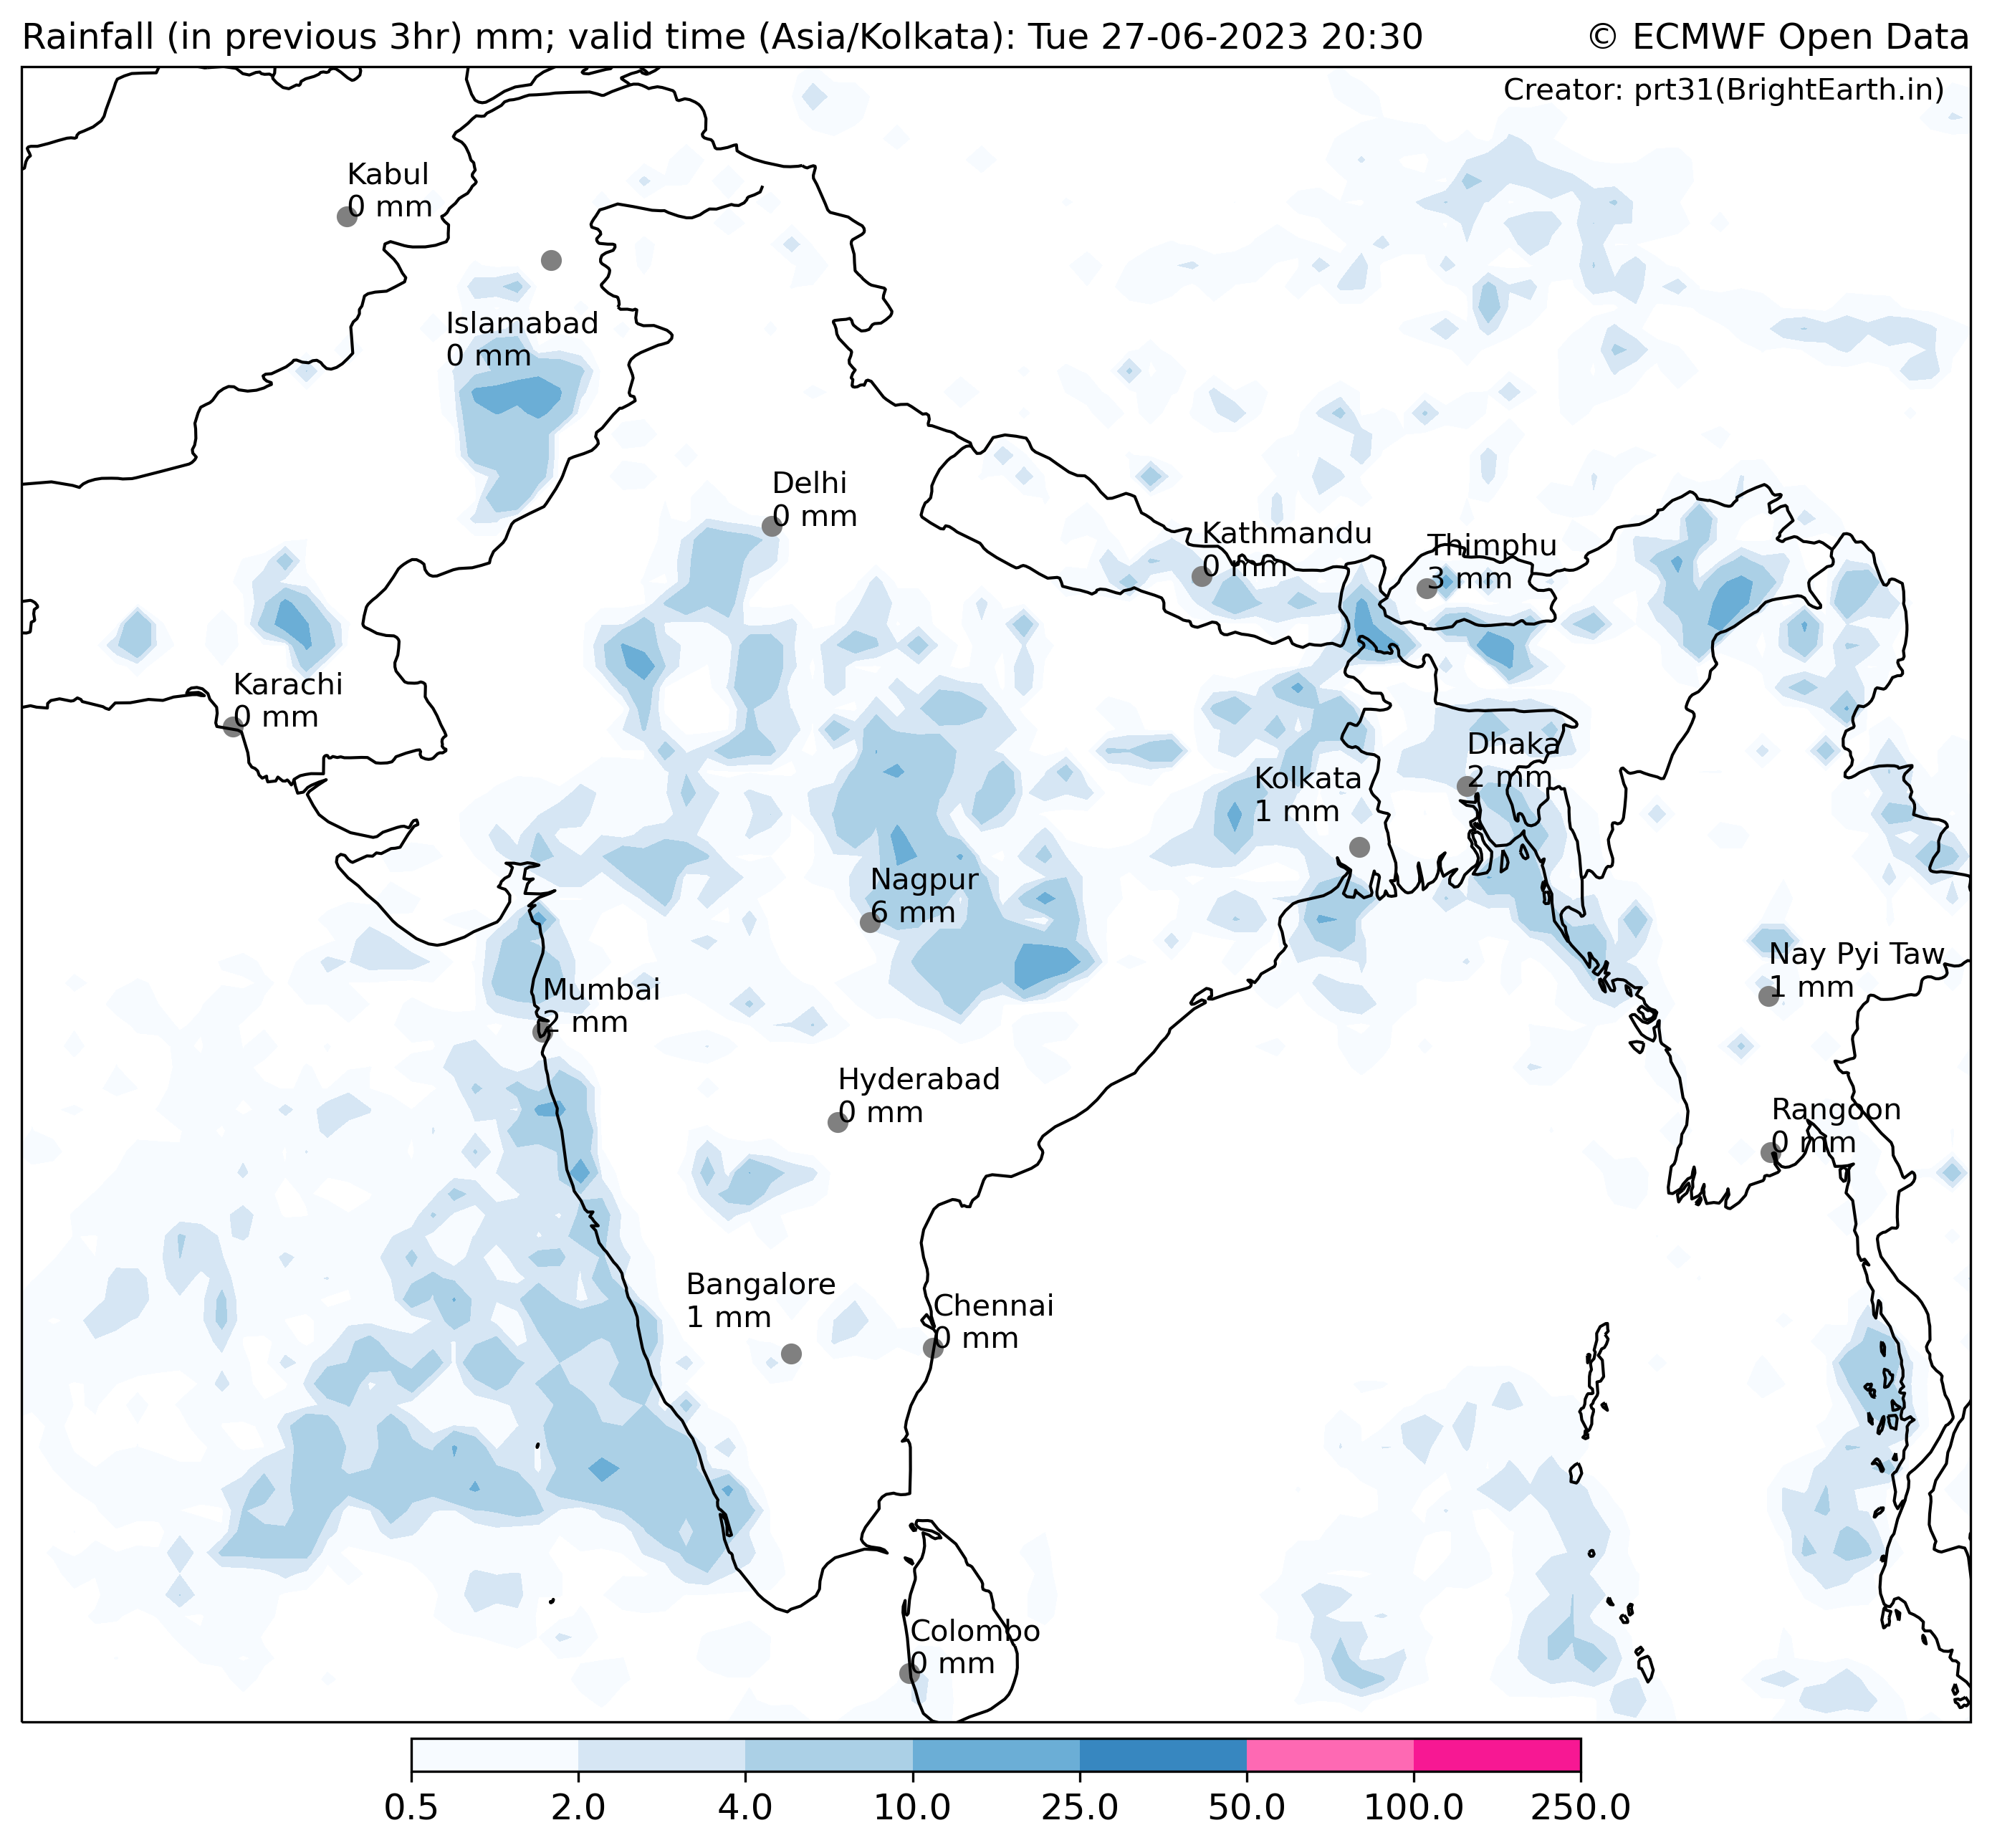 Rainfall (in previous 3hr) mm; valid time (Asia/Kolkata): Tue 27-06-2023 20:30
© ECMWF Open Data
Creator: prt31(BrightEarth.in)
Kabul
0 mm
Islamabad
0 mm
Delhi
0 mm
Kathmandu
0 mm
Thimphu
3 mm
Karachi
0 mm
Dhaka
2 mm
Kolkata
1 mm
Nagpur
6 mm
Nay Pyi Taw
1 mm
Mumbai
2 mm
Hyderabad
0 mm
Rangoon
0 mm
Bangalore
1 mm
Chennai
0 mm
Colombo
0 mm
0.5 2.0 4.0 10.0 25.0 50.0 100.0 250.0